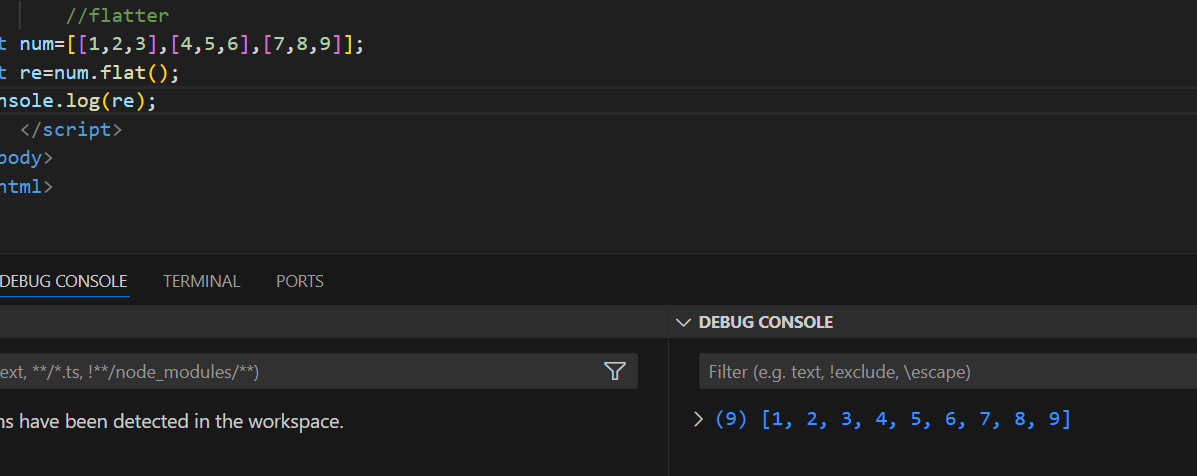 //flatter
t num=[[1,2,3],[4,5,6],[7,8,9]];
t re=num.flat();
nsole.log(re);
</script>
body>
html>
DEBUG CONSOLE TERMINAL PORTS
DEBUG CONSOLE
ext, **/*.ts, !**/node_modules/**)
Filter (e.g. text, !exclude, \escape)
ns have been detected in the workspace.
(9) [1, 2, 3, 4, 5, 6, 7, 8, 9]